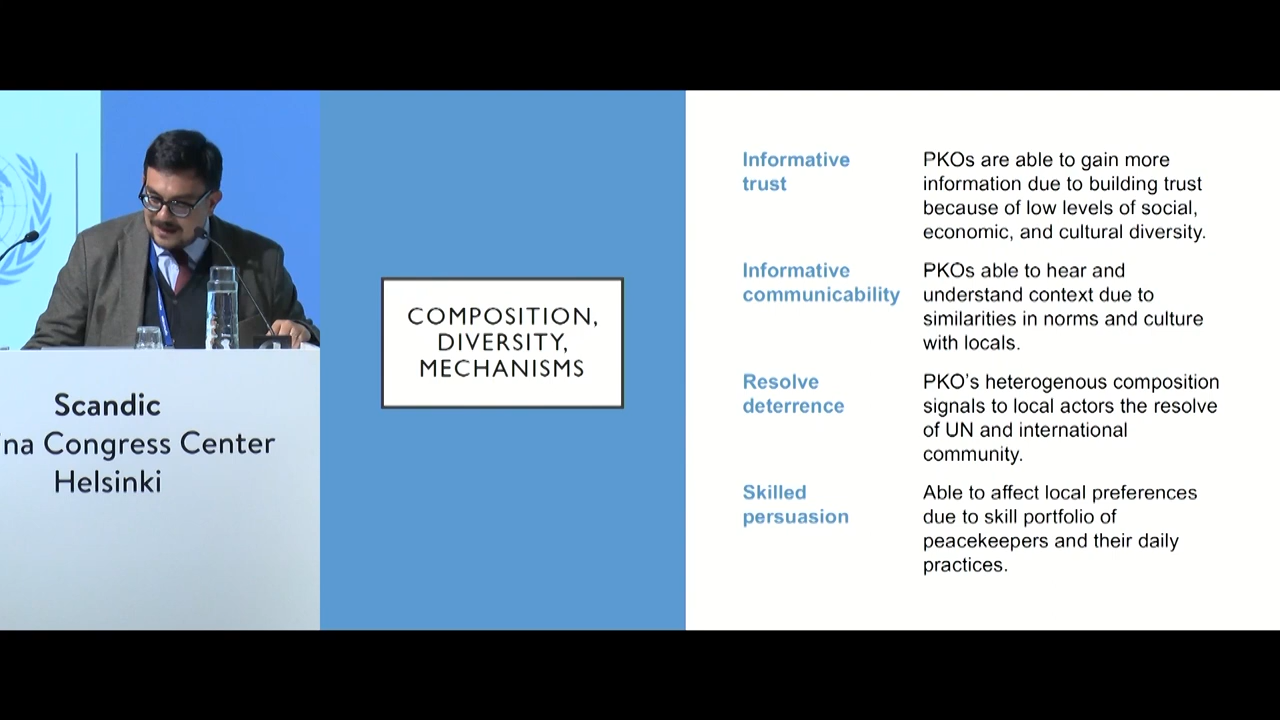 Scandic
na Congress Center
Helsinki
COMPOSITION,
DIVERSITY,
MECHANISMS
Informative
trust
PKOs are able to gain more
information due to building trust
because of low levels of social,
economic, and cultural diversity.
Informative
communicability
PKOs able to hear and
understand context due to
similarities in norms and culture
with locals.
Resolve
deterrence
PKO’s heterogenous composition
signals to local actors the resolve
of UN and international
community.
Skilled
persuasion
Able to affect local preferences
due to skill portfolio of
peacekeepers and their daily
practices.